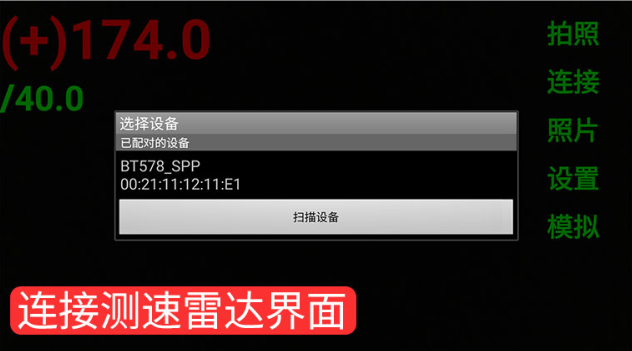 (+)174.0
/40.0
拍照
连接
照片
设置
模拟
选择设备
已配对的设备
BT578_SPP
00:21:11:12:11:E1
扫描设备
连接测速雷达界面